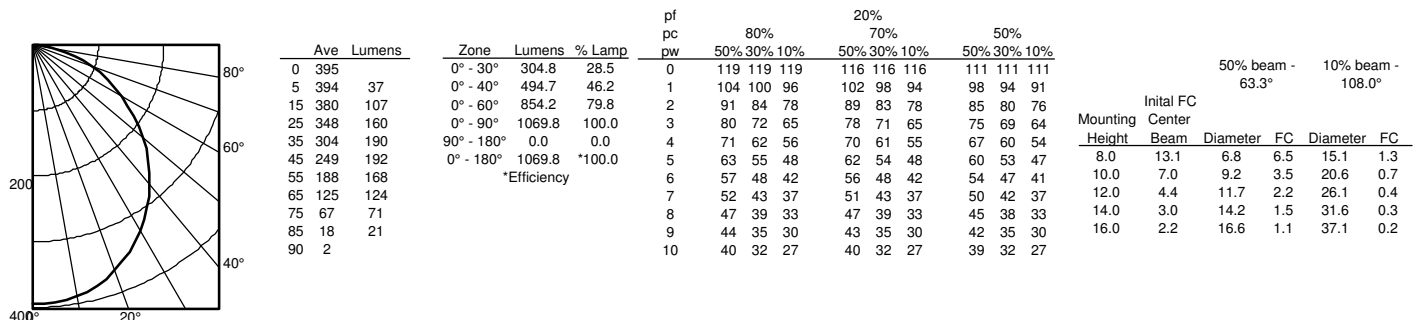 80°
60°
40°
20°
0°
200
400
Ave Lumens
0 395
5 394 37
15 380 107
25 348 160
35 304 190
45 249 192
55 188 168
65 125 124
75 67 71
85 18 21
90 2
Zone Lumens % Lamp
0° - 30° 304.8 28.5
0° - 40° 494.7 46.2
0° - 60° 854.2 79.8
0° - 90° 1069.8 100.0
90° - 180° 0.0 0.0
0° - 180° 1069.8 *100.0
*Efficiency
pf 20%
pc 80% 70% 50%
pw 50% 30% 10% 50% 30% 10% 50% 30% 10%
0 119 119 119 116 116 116 111 111 111
1 104 100 96 102 98 94 98 94 91
2 91 84 78 89 83 78 85 80 76
3 80 72 65 78 71 65 75 69 64
4 71 62 56 70 61 55 67 60 54
5 63 55 48 62 54 48 60 53 47
6 57 48 42 56 48 42 54 47 41
7 52 43 37 51 43 37 50 42 37
8 47 39 33 47 39 33 45 38 33
9 44 35 30 43 35 30 42 35 30
10 40 32 27 40 32 27 39 32 27
50% beam - 10% beam -
63.3° 108.0°
Inital FC
Mounting Center
Height Beam Diameter FC Diameter FC
8.0 13.1 6.8 6.5 15.1 1.3
10.0 7.0 9.2 3.5 20.6 0.7
12.0 4.4 11.7 2.2 26.1 0.4
14.0 3.0 14.2 1.5 31.6 0.3
16.0 2.2 16.6 1.1 37.1 0.2